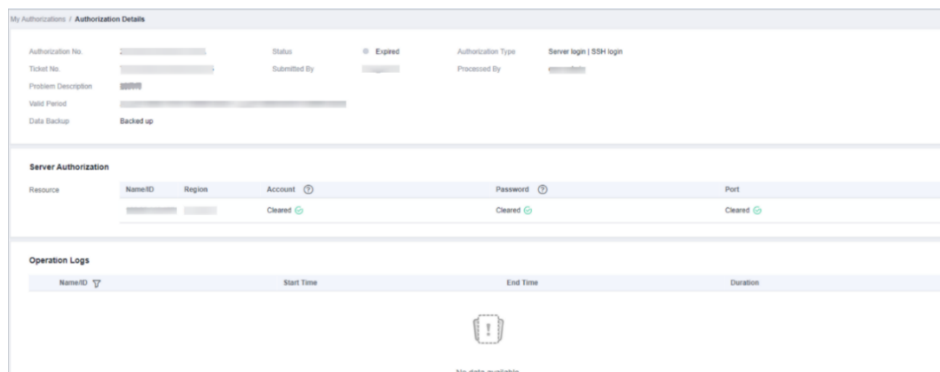 My Authorizations / Authorization Details
Authorization No. Status Expired Authorization Type Server login | SSH login
Ticket No. Submitted By Processed By
Problem Description
Valid Period
Data Backup Backed up
Server Authorization
Resource Name/ID Region Account Password Port
Cleared Cleared Cleared
Operation Logs
Name/ID Start Time End Time Duration
No data available